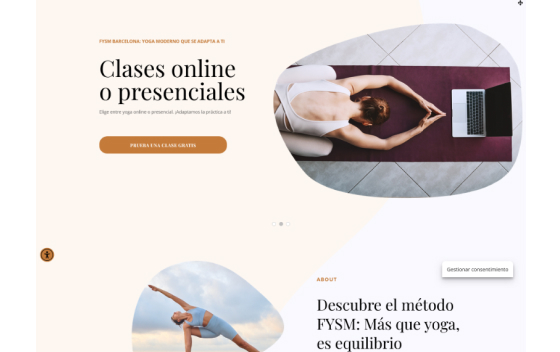 FYSM BARCELONA: YOGA MODERNO QUE SE ADAPTA A TI
Clases online
o presenciales
Elige entre yoga online o presencial. ¡Adaptamos la práctica a ti!
PRUEBA UNA CLASE GRATIS
Gestionar consentimiento
ABOUT
Descubre el método
FYSM: Más que yoga,
es equilibrio